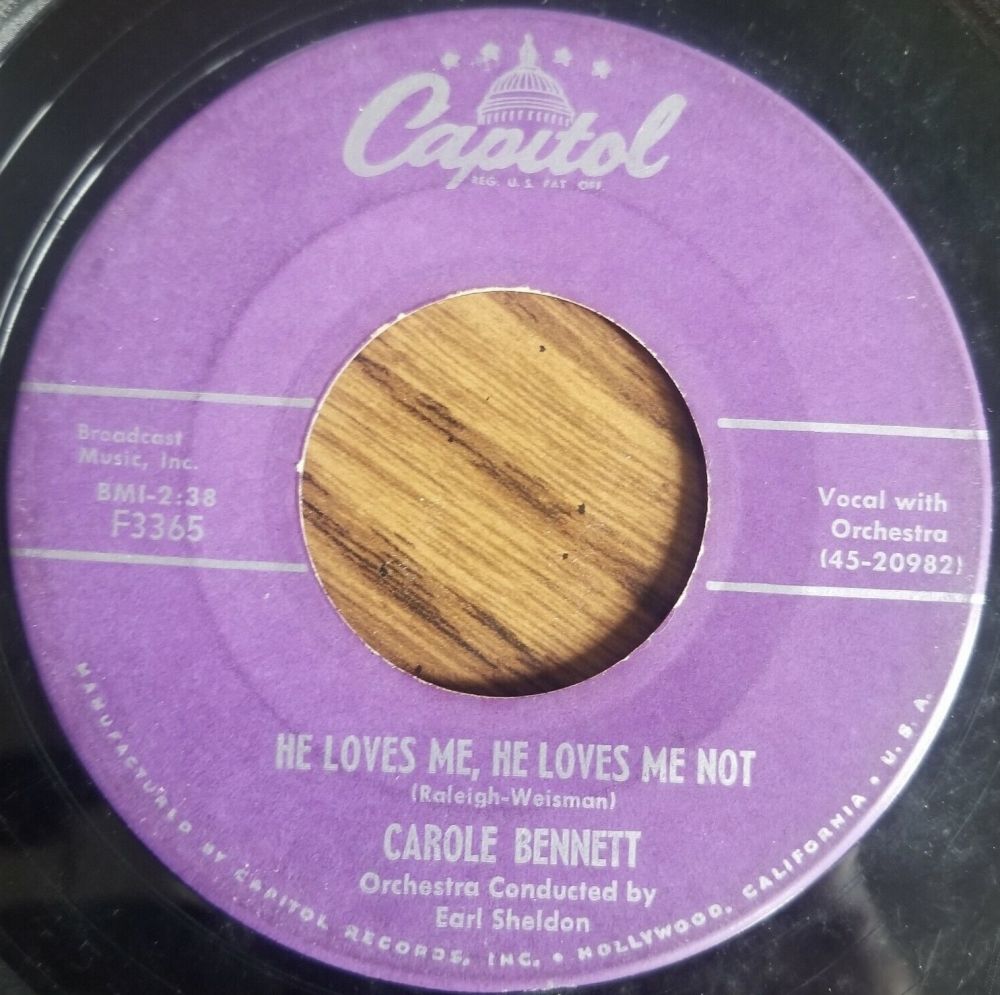 Capitol
REG. U.S. PAT. OFF.
Broadcast
Music, Inc.
BMI-2:38
F3365
Vocal with
Orchestra
(45-20982)
HE LOVES ME, HE LOVES ME NOT
(Raleigh-Weisman)
CAROLE BENNETT
Orchestra Conducted by
Earl Sheldon
MANUFACTURED BY CAPITOL RECORDS, INC. • HOLLYWOOD, CALIFORNIA • U.S.A.